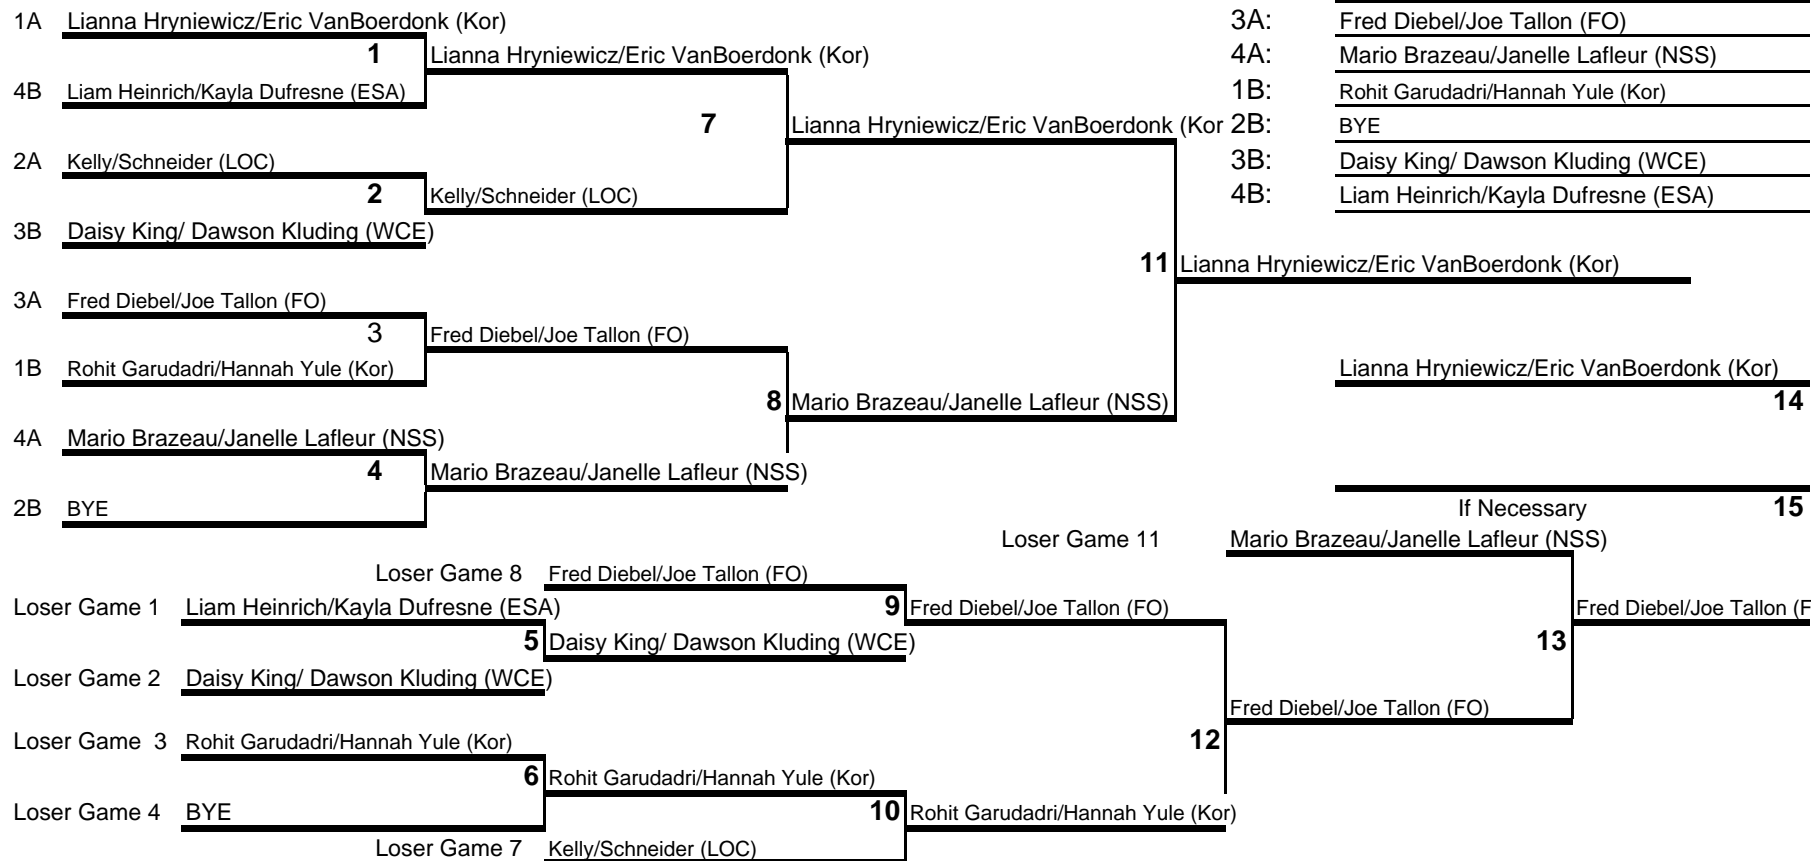 1A Lianna Hryniewicz/Eric VanBoerdonk (Kor) 3A: Fred Diebel/Joe Tallon (FO)
1 Lianna Hryniewicz/Eric VanBoerdonk (Kor) 4A: Mario Brazeau/Janelle Lafleur (NSS)
4B Liam Heinrich/Kayla Dufresne (ESA) 1B: Rohit Garudadri/Hannah Yule (Kor)
7 Lianna Hryniewicz/Eric VanBoerdonk (Kor 2B: BYE
2A Kelly/Schneider (LOC) 3B: Daisy King/ Dawson Kluding (WCE)
2 Kelly/Schneider (LOC) 4B: Liam Heinrich/Kayla Dufresne (ESA)
3B Daisy King/ Dawson Kluding (WCE)
11 Lianna Hryniewicz/Eric VanBoerdonk (Kor)
3A Fred Diebel/Joe Tallon (FO)
3 Fred Diebel/Joe Tallon (FO)
1B Rohit Garudadri/Hannah Yule (Kor) Lianna Hryniewicz/Eric VanBoerdonk (Kor)
8 Mario Brazeau/Janelle Lafleur (NSS) 14
4A Mario Brazeau/Janelle Lafleur (NSS)
4 Mario Brazeau/Janelle Lafleur (NSS)
2B BYE If Necessary 15
Loser Game 11 Mario Brazeau/Janelle Lafleur (NSS)
Loser Game 8 Fred Diebel/Joe Tallon (FO)
Loser Game 1 Liam Heinrich/Kayla Dufresne (ESA) 9 Fred Diebel/Joe Tallon (FO) Fred Diebel/Joe Tallon (F
5 Daisy King/ Dawson Kluding (WCE) 13
Loser Game 2 Daisy King/ Dawson Kluding (WCE)
Fred Diebel/Joe Tallon (FO)
Loser Game 3 Rohit Garudadri/Hannah Yule (Kor) 12
6 Rohit Garudadri/Hannah Yule (Kor)
Loser Game 4 BYE 10 Rohit Garudadri/Hannah Yule (Kor)
Loser Game 7 Kelly/Schneider (LOC)